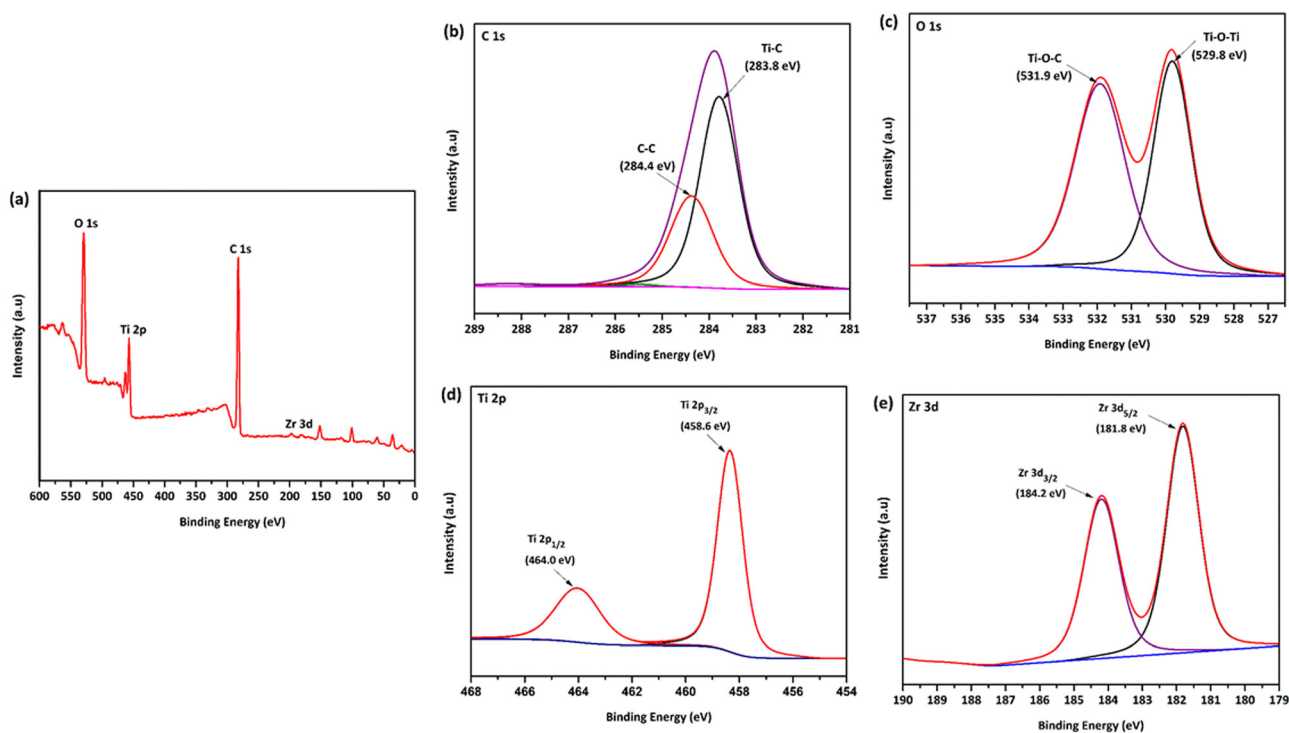 (a)
O 1s
C 1s
Ti 2p
Zr 3d
Intensity (a.u)
600 550 500 450 400 350 300 250 200 150 100 50 0
Binding Energy (eV)
(b)
C 1s
Ti-C
(283.8 eV)
C-C
(284.4 eV)
Intensity (a.u)
289 288 287 286 285 284 283 282 281
Binding Energy (eV)
(c)
O 1s
Ti-O-C
(531.9 eV)
Ti-O-Ti
(529.8 eV)
Intensity (a.u)
537 536 535 534 533 532 531 530 529 528 527
Binding Energy (eV)
(d)
Ti 2p
Ti 2p3/2
(458.6 eV)
Ti 2p1/2
(464.0 eV)
Intensity (a.u)
468 466 464 462 460 458 456 454
Binding Energy (eV)
(e)
Zr 3d
Zr 3d5/2
(181.8 eV)
Zr 3d3/2
(184.2 eV)
Intensity (a.u)
190 189 188 187 186 185 184 183 182 181 180 179
Binding Energy (eV)